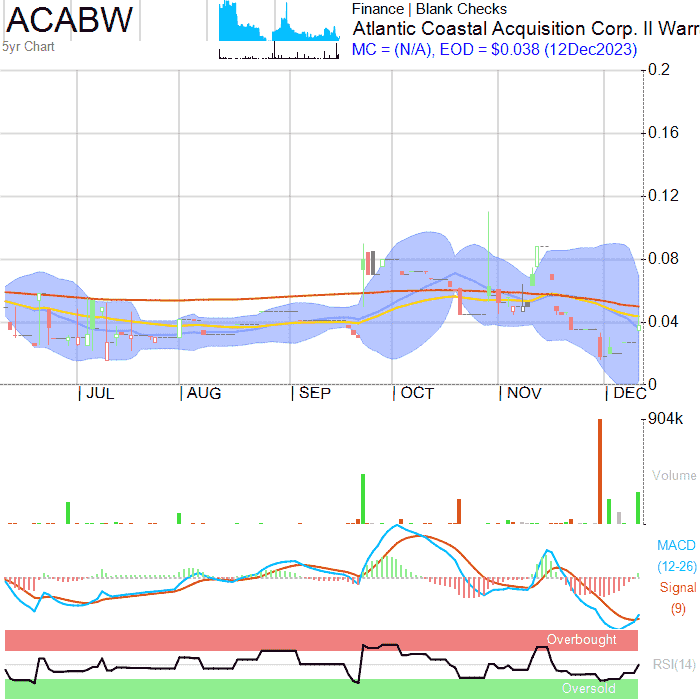 ACABW
5yr Chart
Finance | Blank Checks
Atlantic Coastal Acquisition Corp. II Warr
MC = (N/A), EOD = $0.038 (12Dec2023)
0.2
0.16
0.12
0.08
0.04
0
JUL AUG SEP OCT NOV DEC
904k
Volume
MACD
(12-26)
Signal
(9)
Overbought
RSI(14)
Oversold